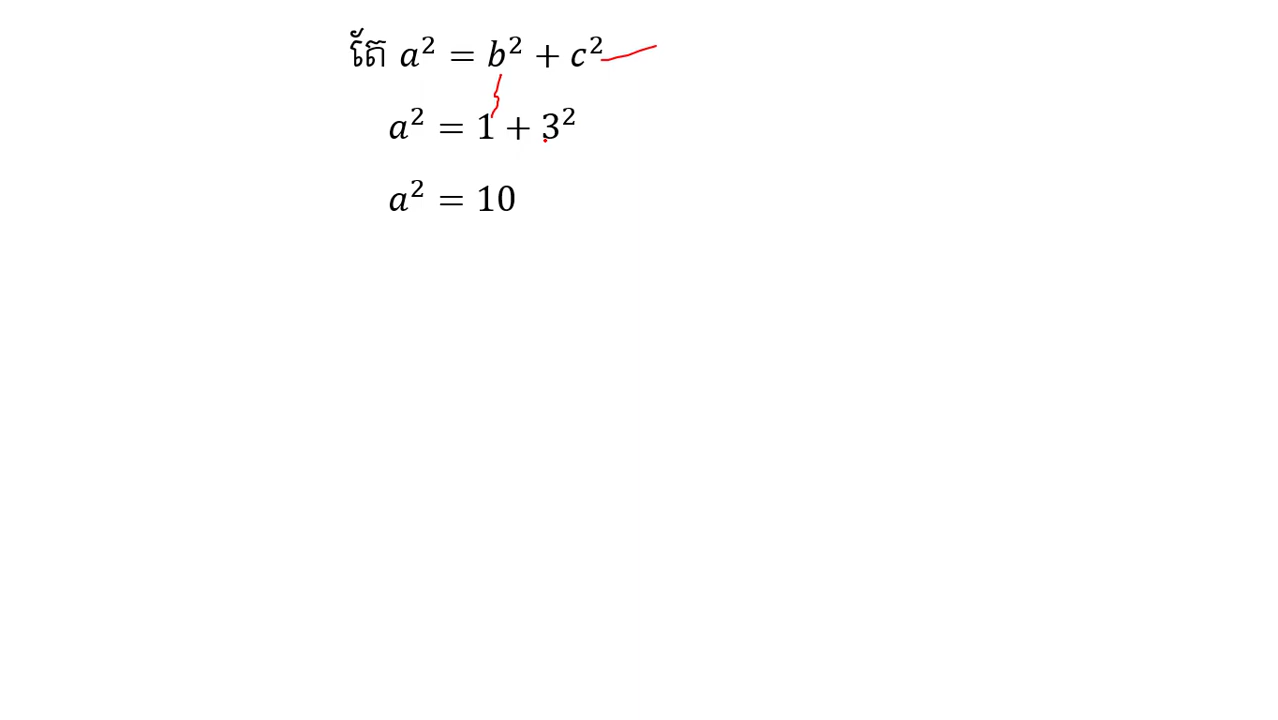 តែ a² = b² + c²
a² = 1 + 3²
a² = 10